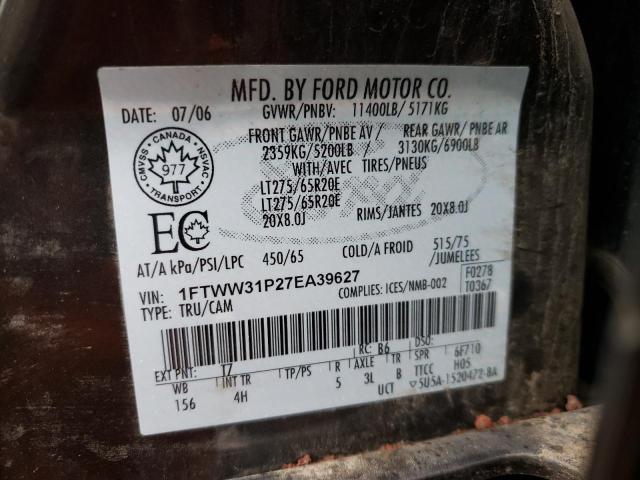 MFD. BY FORD MOTOR CO.
DATE: 07/06 GVWR/PNBV: 11400LB/ 5171KG
FRONT GAWR/PNBE AV / REAR GAWR/ PNBE AR
2359KG/5200LB 3130KG/6900LB
WITH/AVEC TIRES/PNEUS
LT275/65R20E
LT275/65R20E
20X8.0J RIMS/JANTES 20X8.0J
CANADA
CMVSS NSVAC
977
TRANSPORT
EC
AT/A kPa/PSI/LPC 450/65 COLD/A FROID 515/75
/JUMELEES
VIN: 1FTWW31P27EA39627 F0278
TYPE: TRU/CAM COMPLIES: ICES/NMB-002 T0367
EXT PNT: T7 RC: B6 DSO:
WB INT TR TP/PS R AXLE TR SPR 6F710
156 4H 5 3L B TTCC H05
UCT 5U5A-1520472-BA